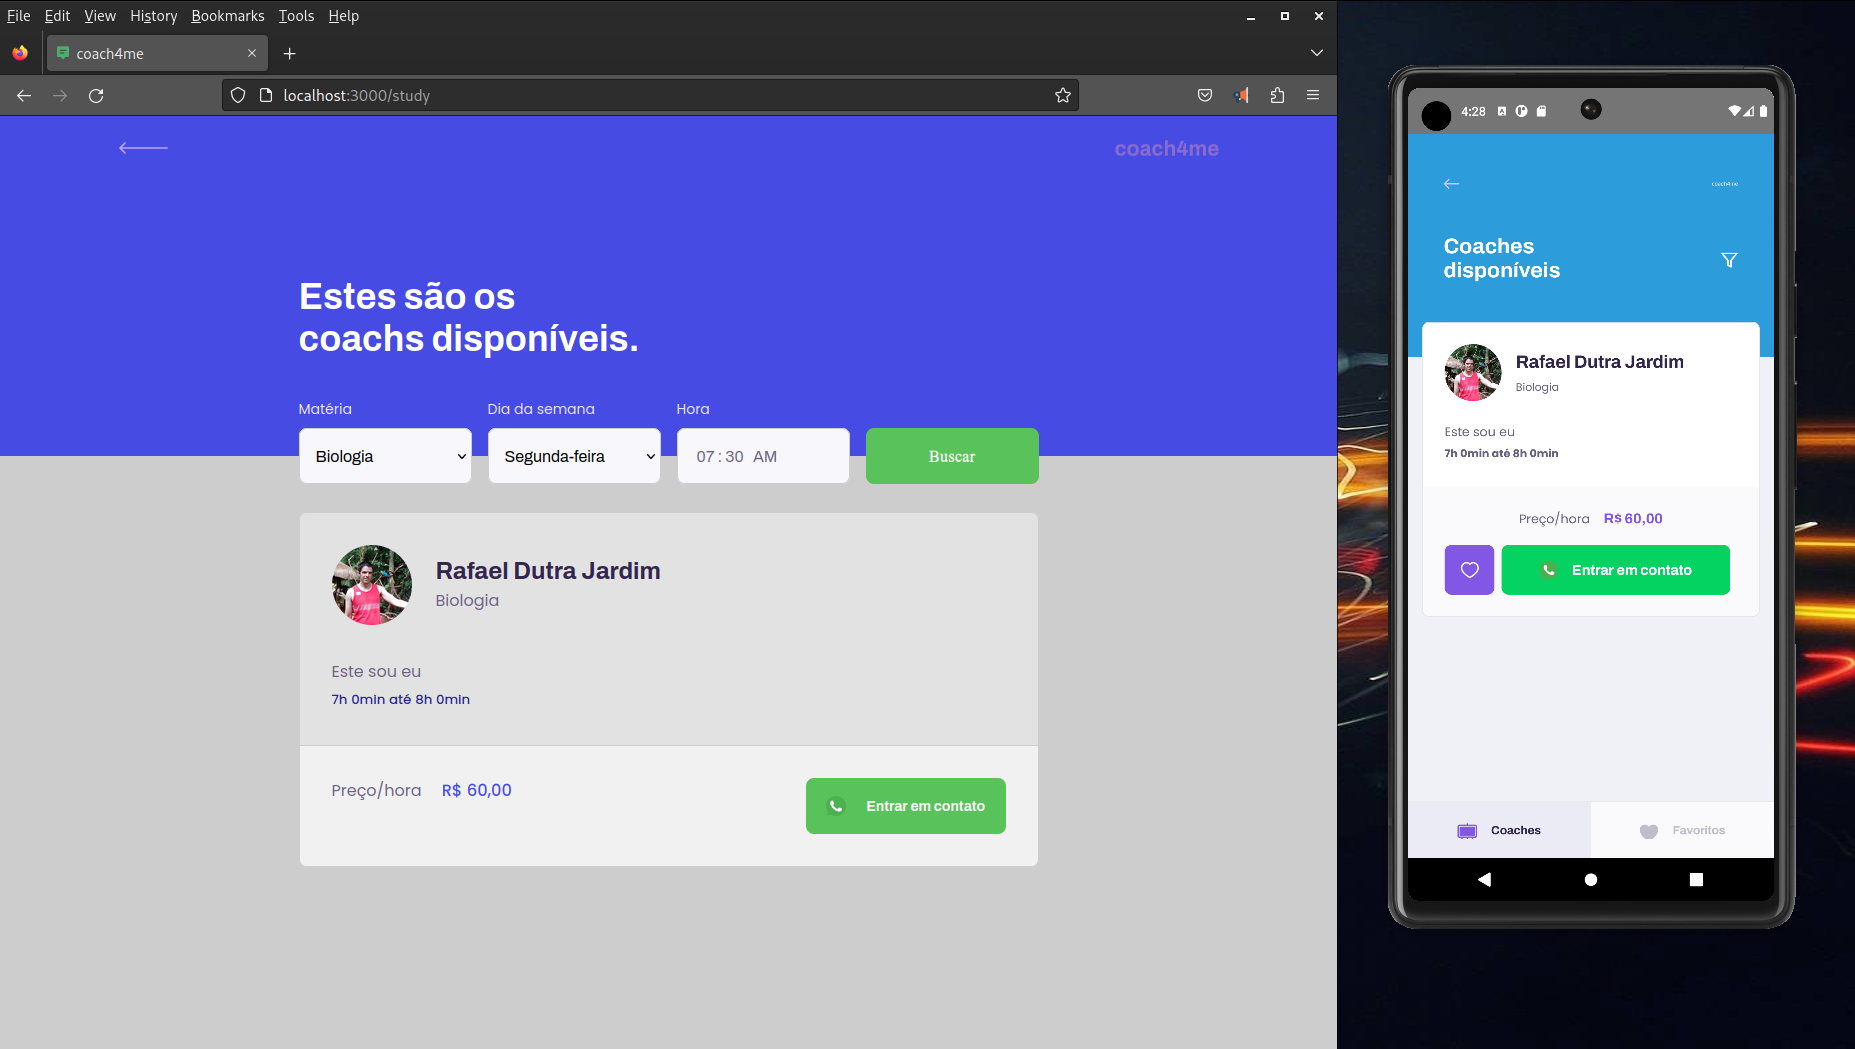 File Edit View History Bookmarks Tools Help
coach4me
localhost:3000/study
coach4me
Estes são os
coachs disponíveis.
Matéria
Dia da semana
Hora
Biologia
Segunda-feira
07 : 30 AM
Buscar
Rafael Dutra Jardim
Biologia
Este sou eu
7h 0min até 8h 0min
Preço/hora R$ 60,00
Entrar em contato
4:28
coach4me
Coaches
disponíveis
Rafael Dutra Jardim
Biologia
Este sou eu
7h 0min até 8h 0min
Preço/hora R$ 60,00
Entrar em contato
Coaches
Favoritos